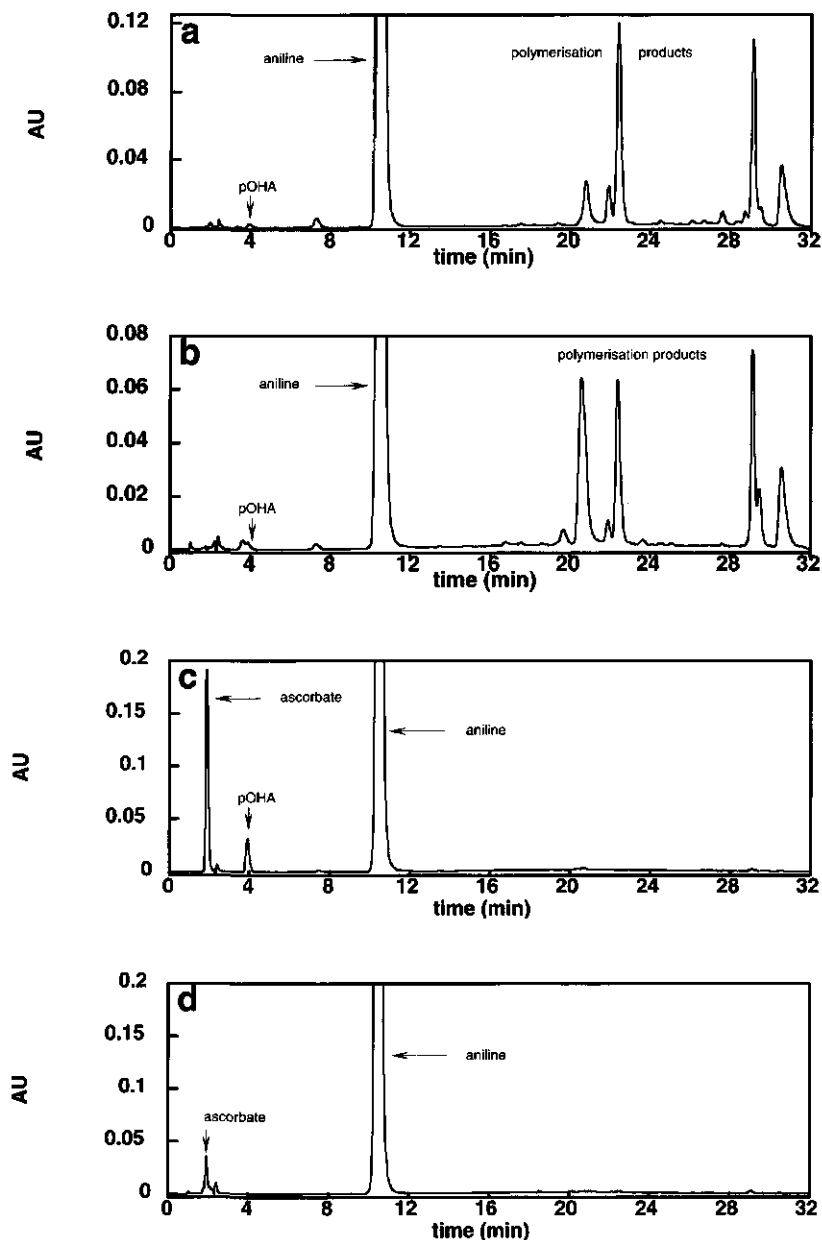 a
0.12
0.08
0.04
0
AU
aniline
polymerisation products
pOHA
0 4 8 12 16 20 24 28 32
time (min)
b
0.08
0.06
0.04
0.02
0
AU
aniline
polymerisation products
pOHA
0 4 8 12 16 20 24 28 32
time (min)
c
0.2
0.15
0.1
0.05
0
AU
ascorbate
aniline
pOHA
0 4 8 12 16 20 24 28 32
time (min)
d
0.2
0.15
0.1
0.05
0
AU
aniline
ascorbate
0 4 8 12 16 20 24 28 32
time (min)